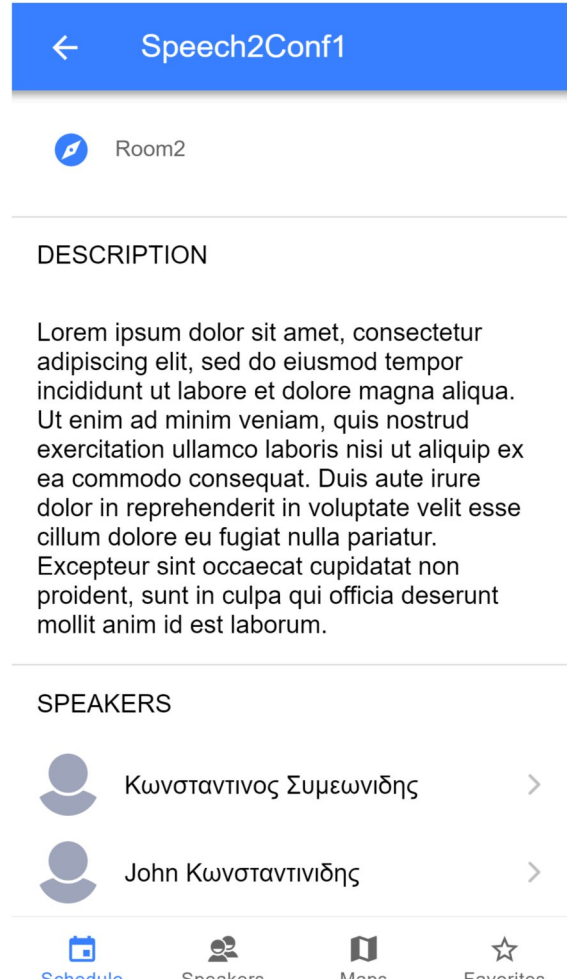 Speech2Conf1
Room2
DESCRIPTION
Lorem ipsum dolor sit amet, consectetur
adipiscing elit, sed do eiusmod tempor
incididunt ut labore et dolore magna aliqua.
Ut enim ad minim veniam, quis nostrud
exercitation ullamco laboris nisi ut aliquip ex
ea commodo consequat. Duis aute irure
dolor in reprehenderit in voluptate velit esse
cillum dolore eu fugiat nulla pariatur.
Excepteur sint occaecat cupidatat non
proident, sunt in culpa qui officia deserunt
mollit anim id est laborum.
SPEAKERS
Κωνσταντινος Συμεωνιδης
John Κωνσταντινιδης
Schedule Speakers Maps Favorites